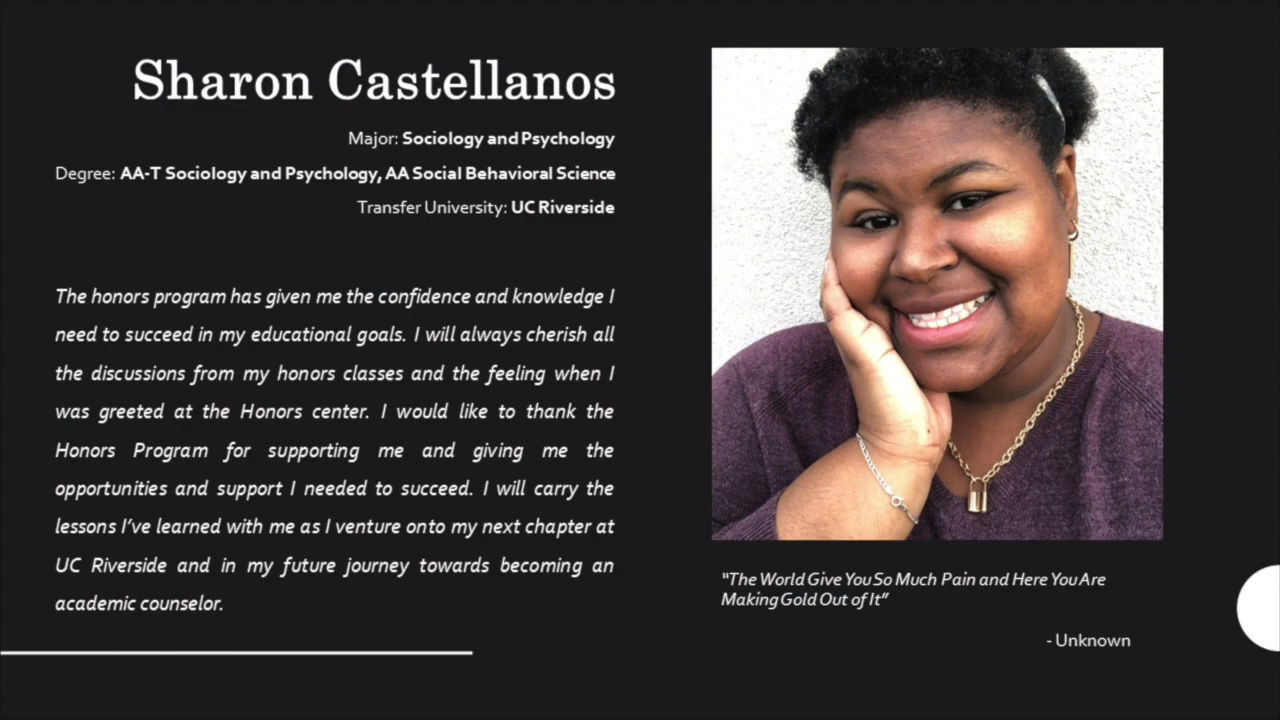 Sharon Castellanos
Major: Sociology and Psychology
Degree: AA-T Sociology and Psychology, AA Social Behavioral Science
Transfer University: UC Riverside
The honors program has given me the confidence and knowledge I
need to succeed in my educational goals. I will always cherish all
the discussions from my honors classes and the feeling when I
was greeted at the Honors center. I would like to thank the
Honors Program for supporting me and giving me the
opportunities and support I needed to succeed. I will carry the
lessons I've learned with me as I venture onto my next chapter at
UC Riverside and in my future journey towards becoming an
academic counselor.
“The World Give You So Much Pain and Here You Are
Making Gold Out of It”
- Unknown